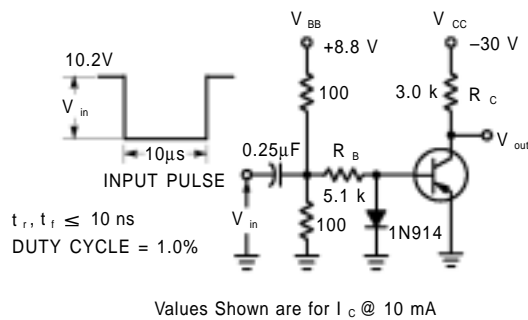 V BB
+8.8 V
V CC
−30 V
10.2V
V in
10µs
INPUT PULSE
100
3.0 k
R C
V out
0.25µF
R B
5.1 k
V in
100
1N914
t r, t f ≤ 10 ns
DUTY CYCLE = 1.0%
Values Shown are for I C @ 10 mA